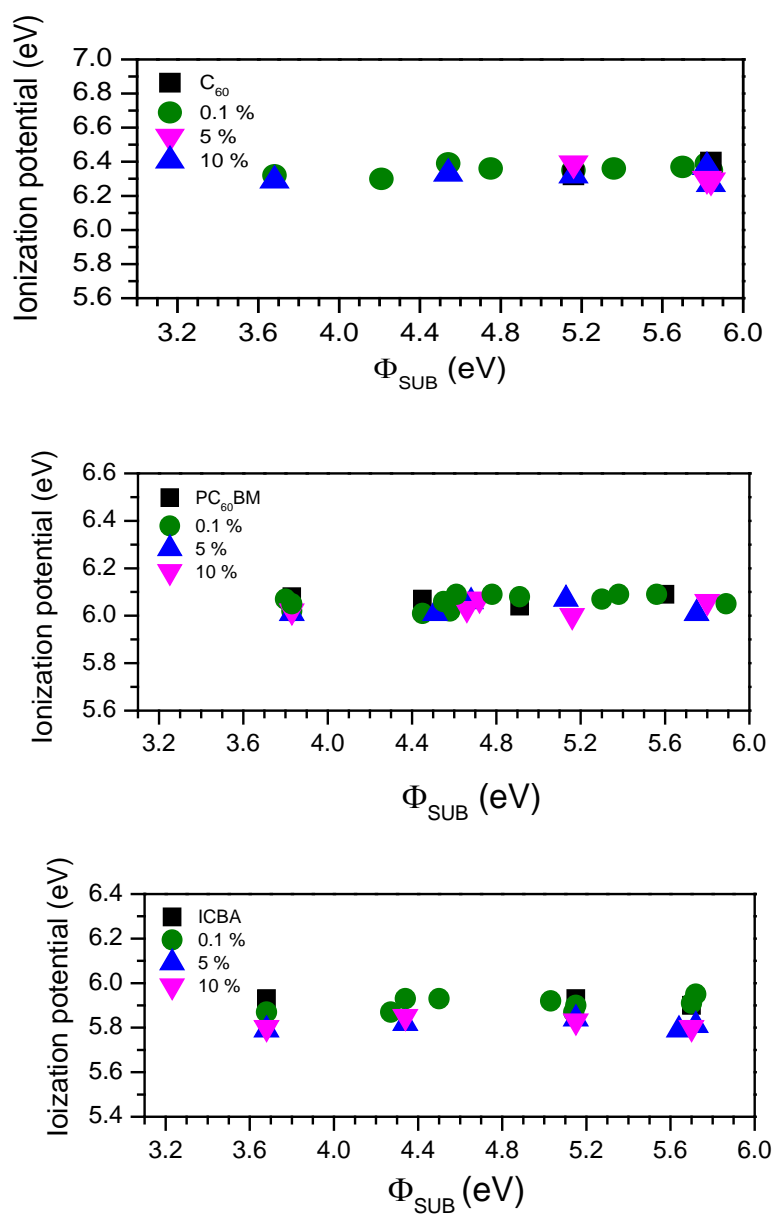 Ionization potential (eV)
7.0
6.8
6.6
6.4
6.2
6.0
5.8
5.6
C₆₀
0.1 %
5 %
10 %
3.2 3.6 4.0 4.4 4.8 5.2 5.6 6.0
Φ_SUB (eV)
Ionization potential (eV)
6.6
6.4
6.2
6.0
5.8
5.6
PC₆₀BM
0.1 %
5 %
10 %
3.2 3.6 4.0 4.4 4.8 5.2 5.6 6.0
Φ_SUB (eV)
Ioization potential (eV)
6.4
6.2
6.0
5.8
5.6
5.4
ICBA
0.1 %
5 %
10 %
3.2 3.6 4.0 4.4 4.8 5.2 5.6 6.0
Φ_SUB (eV)